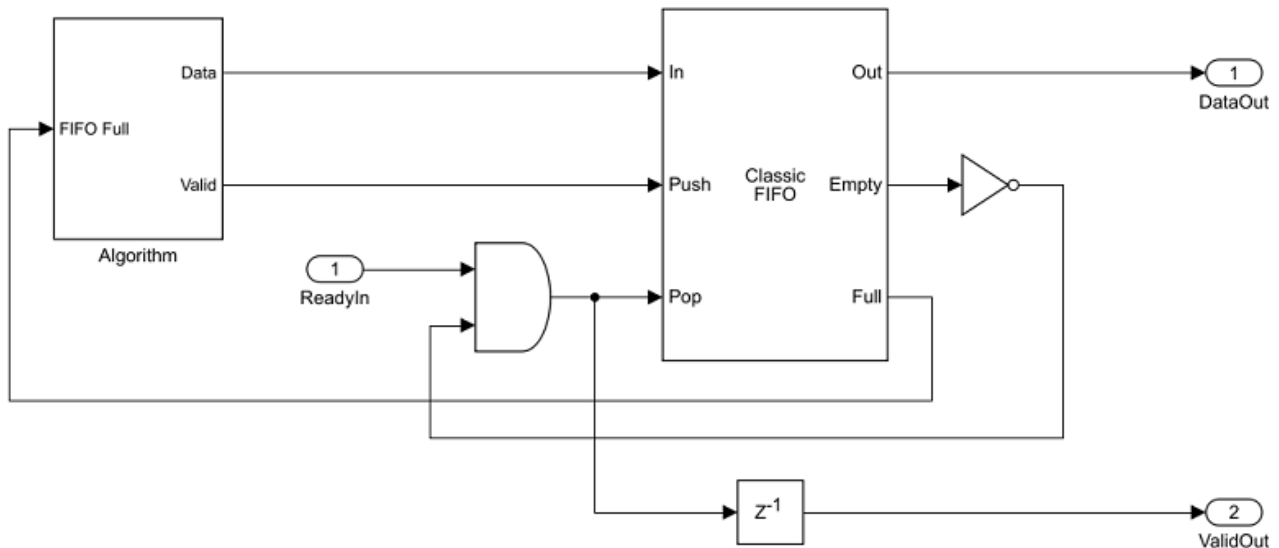 Data
FIFO Full
Valid
Algorithm
1
ReadyIn
In
Push
Pop
Classic
FIFO
Out
Empty
Full
1
DataOut
Z-1
2
ValidOut